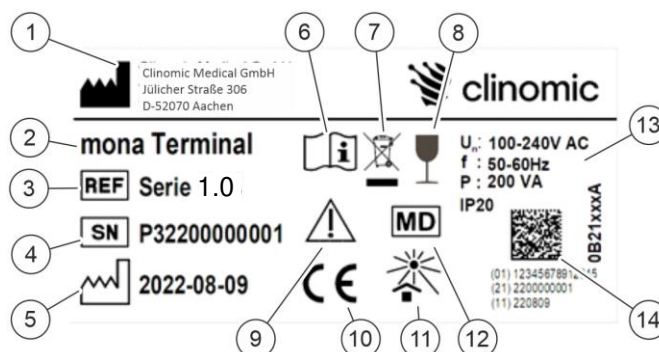 1
6
7
8
Clinomic Medical GmbH
Jülicher Straße 306
D-52070 Aachen
clinomic
2
mona Terminal
Un: 100-240V AC
f : 50-60Hz
P : 200 VA
IP20
13
3
REF Serie 1.0
4
SN P32200000001
MD
0B21xxxA
5
2022-08-09
CE
(21) 2200000001
(11) 220809
9
10
11
12
14